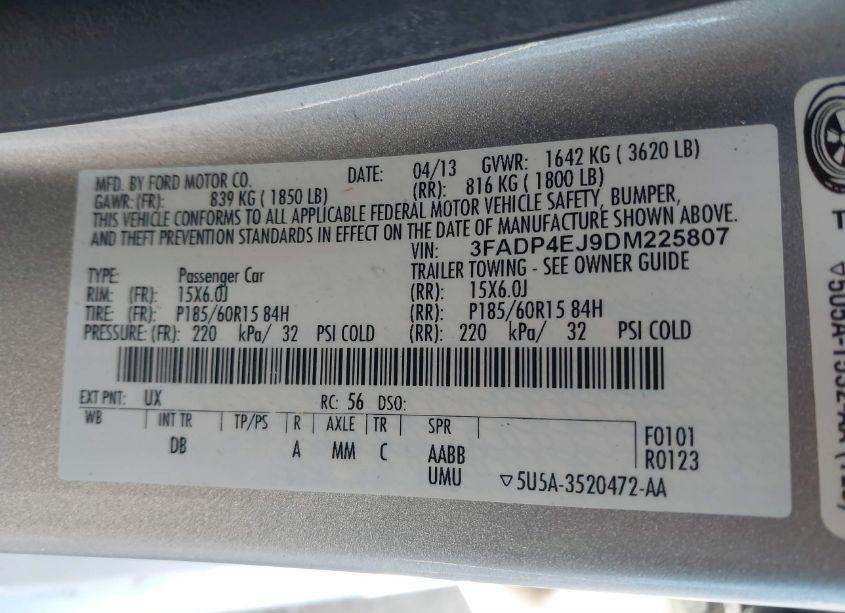 MFD. BY FORD MOTOR CO. DATE: 04/13 GVWR: 1642 KG ( 3620 LB)
GAWR: (FR): 839 KG ( 1850 LB) (RR): 816 KG ( 1800 LB)
THIS VEHICLE CONFORMS TO ALL APPLICABLE FEDERAL MOTOR VEHICLE SAFETY, BUMPER,
AND THEFT PREVENTION STANDARDS IN EFFECT ON THE DATE OF MANUFACTURE SHOWN ABOVE.
VIN: 3FADP4EJ9DM225807
TYPE: Passenger Car TRAILER TOWING - SEE OWNER GUIDE
RIM: (FR): 15X6.0J (RR): 15X6.0J
TIRE: (FR): P185/60R15 84H (RR): P185/60R15 84H
PRESSURE: (FR): 220 kPa/ 32 PSI COLD (RR): 220 kPa/ 32 PSI COLD
EXT PNT: UX RC: 56 DSO:
WB INT TR TP/PS R AXLE TR SPR
DB A MM C AABB F0101
UMU R0123
▽5U5A-3520472-AA